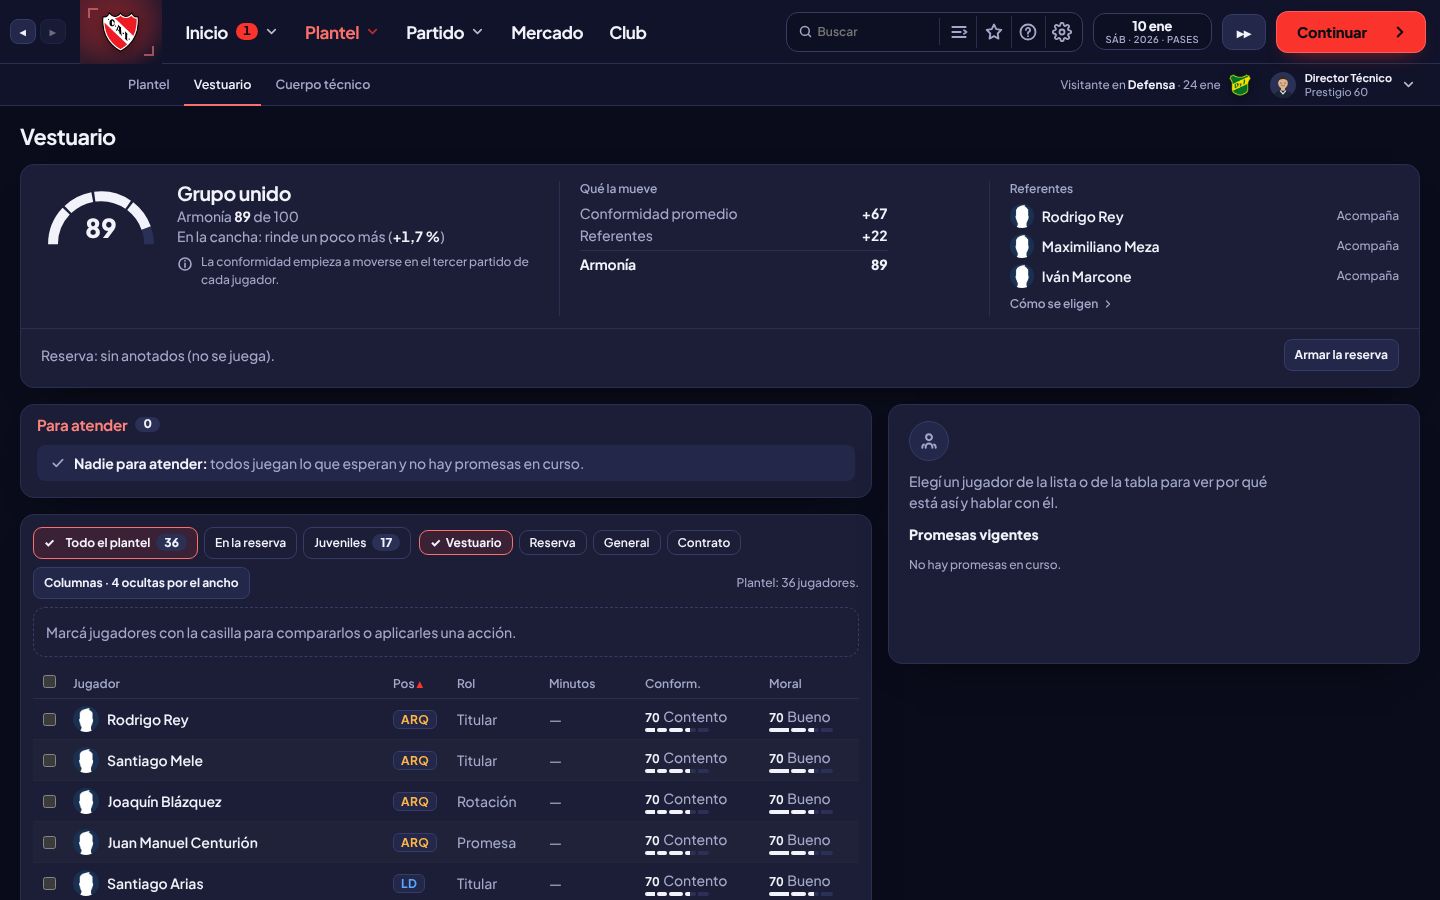 Inicio 1
Plantel
Partido
Mercado
Club
Buscar
10 ene
SÁB · 2026 · PASES
Continuar
Plantel
Vestuario
Cuerpo técnico
Visitante en Defensa · 24 ene
Director Técnico
Prestigio 60
Vestuario
89
Grupo unido
Armonía 89 de 100
En la cancha: rinde un poco más (+1,7 %)
La conformidad empieza a moverse en el tercer partido de
cada jugador.
Qué la mueve
Conformidad promedio +67
Referentes +22
Armonía 89
Referentes
Rodrigo Rey Acompaña
Maximiliano Meza Acompaña
Iván Marcone Acompaña
Cómo se eligen
Reserva: sin anotados (no se juega).
Armar la reserva
Para atender 0
Nadie para atender: todos juegan lo que esperan y no hay promesas en curso.
Elegí un jugador de la lista o de la tabla para ver por qué
está así y hablar con él.
Promesas vigentes
No hay promesas en curso.
Todo el plantel 36
En la reserva
Juveniles 17
Vestuario
Reserva
General
Contrato
Columnas · 4 ocultas por el ancho
Plantel: 36 jugadores.
Marcá jugadores con la casilla para compararlos o aplicarles una acción.
Jugador Pos▲ Rol Minutos Conform. Moral
Rodrigo Rey ARQ Titular — 70 Contento 70 Bueno
Santiago Mele ARQ Titular — 70 Contento 70 Bueno
Joaquín Blázquez ARQ Rotación — 70 Contento 70 Bueno
Juan Manuel Centurión ARQ Promesa — 70 Contento 70 Bueno
Santiago Arias LD Titular — 70 Contento 70 Bueno